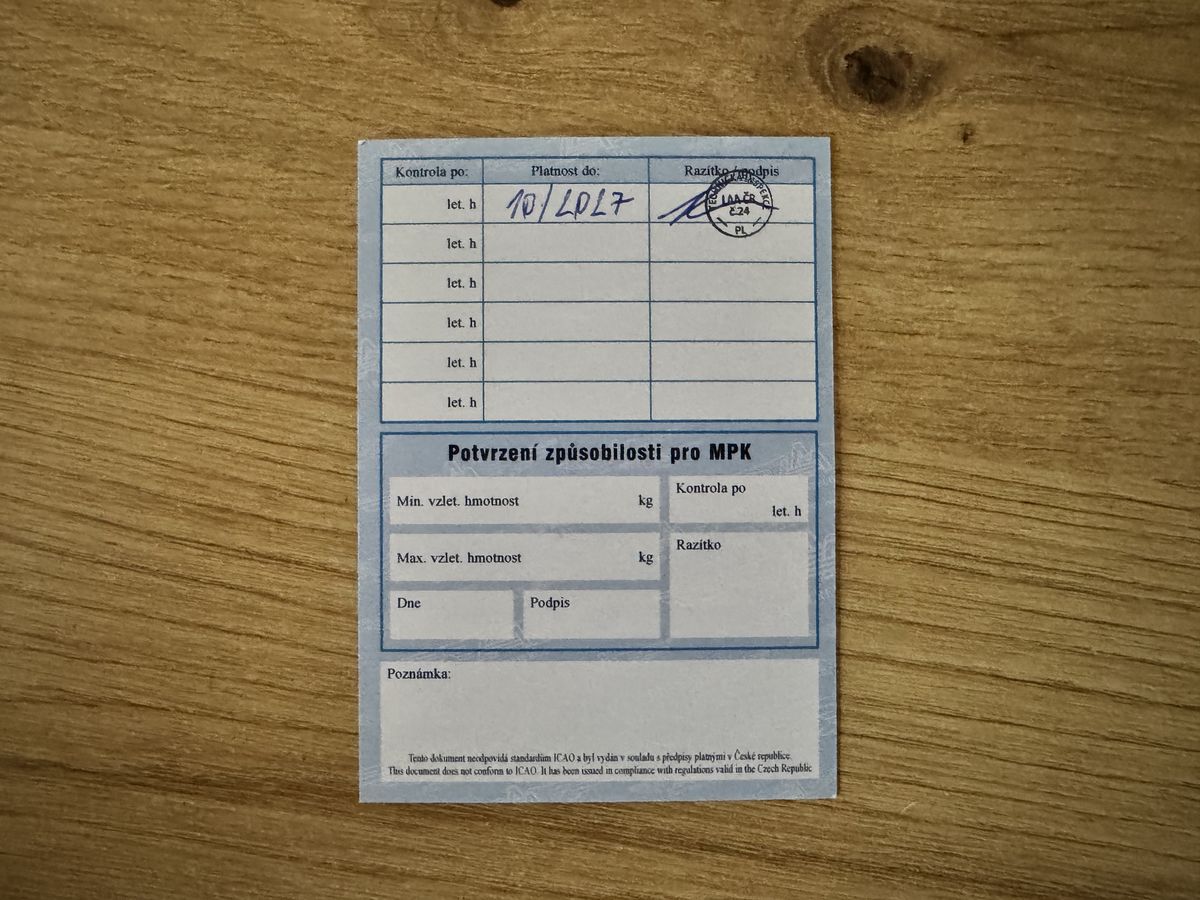 Kontrola po: Platnost do: Razítko / podpis
let. h 10/2027
TECHNICKÁ INSPEKCE
LAA ČR
č.24
PL
let. h
let. h
let. h
let. h
let. h
Potvrzení způsobilosti pro MPK
Min. vzlet. hmotnost kg
Kontrola po
let. h
Max. vzlet. hmotnost kg
Razítko
Dne Podpis
Poznámka:
Tento dokument neodpovídá standardům ICAO a byl vydán v souladu s předpisy platnými v České republice.
This document does not conform to ICAO. It has been issued in compliance with regulations valid in the Czech Republic